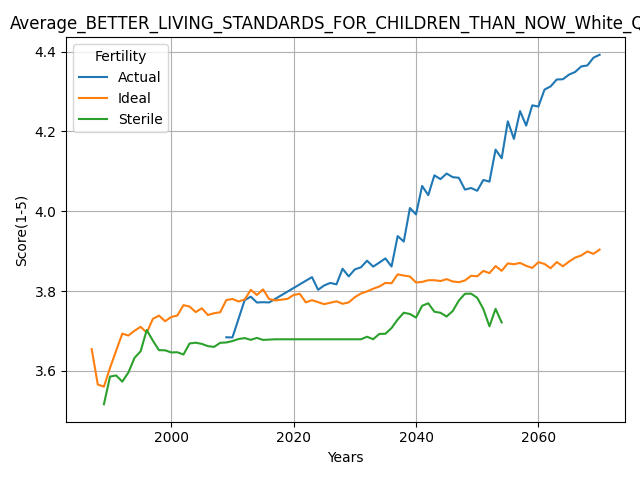 Average_BETTER_LIVING_STANDARDS_FOR_CHILDREN_THAN_NOW_White_Q
4.4
4.2
4.0
3.8
3.6
Score(1-5)
Fertility
Actual
Ideal
Sterile
2000 2020 2040 2060
Years